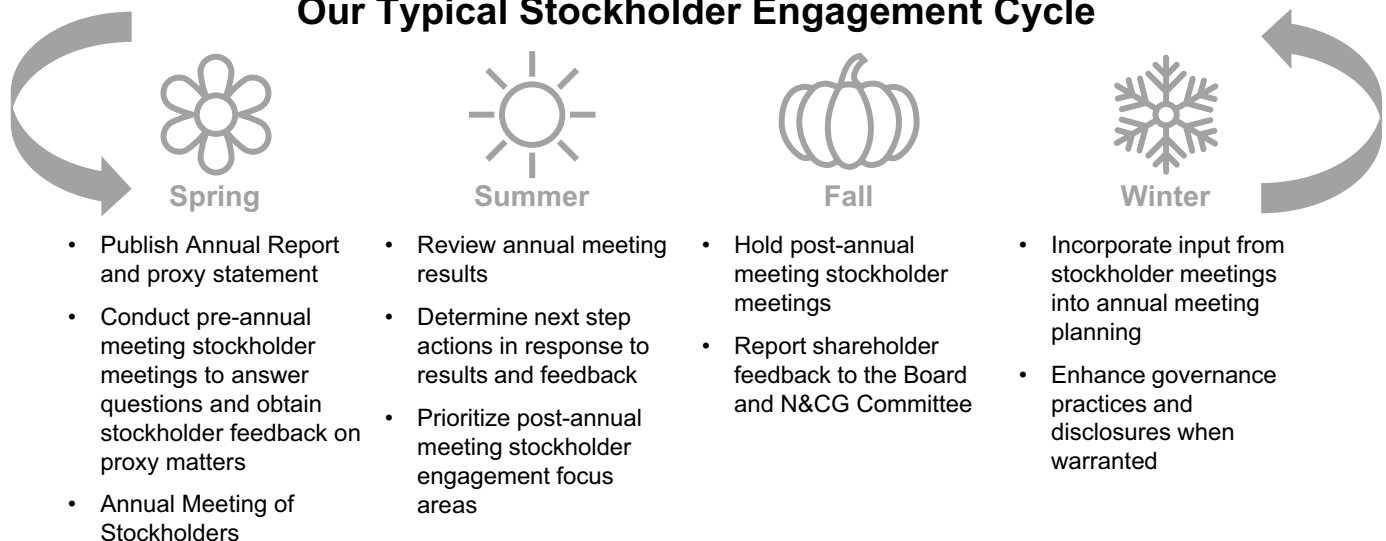 Our Typical Stockholder Engagement Cycle
Spring
• Publish Annual Report
and proxy statement
• Conduct pre-annual
meeting stockholder
meetings to answer
questions and obtain
stockholder feedback on
proxy matters
• Annual Meeting of
Stockholders
Summer
• Review annual meeting
results
• Determine next step
actions in response to
results and feedback
• Prioritize post-annual
meeting stockholder
engagement focus
areas
Fall
• Hold post-annual
meeting stockholder
meetings
• Report shareholder
feedback to the Board
and N&CG Committee
Winter
• Incorporate input from
stockholder meetings
into annual meeting
planning
• Enhance governance
practices and
disclosures when
warranted